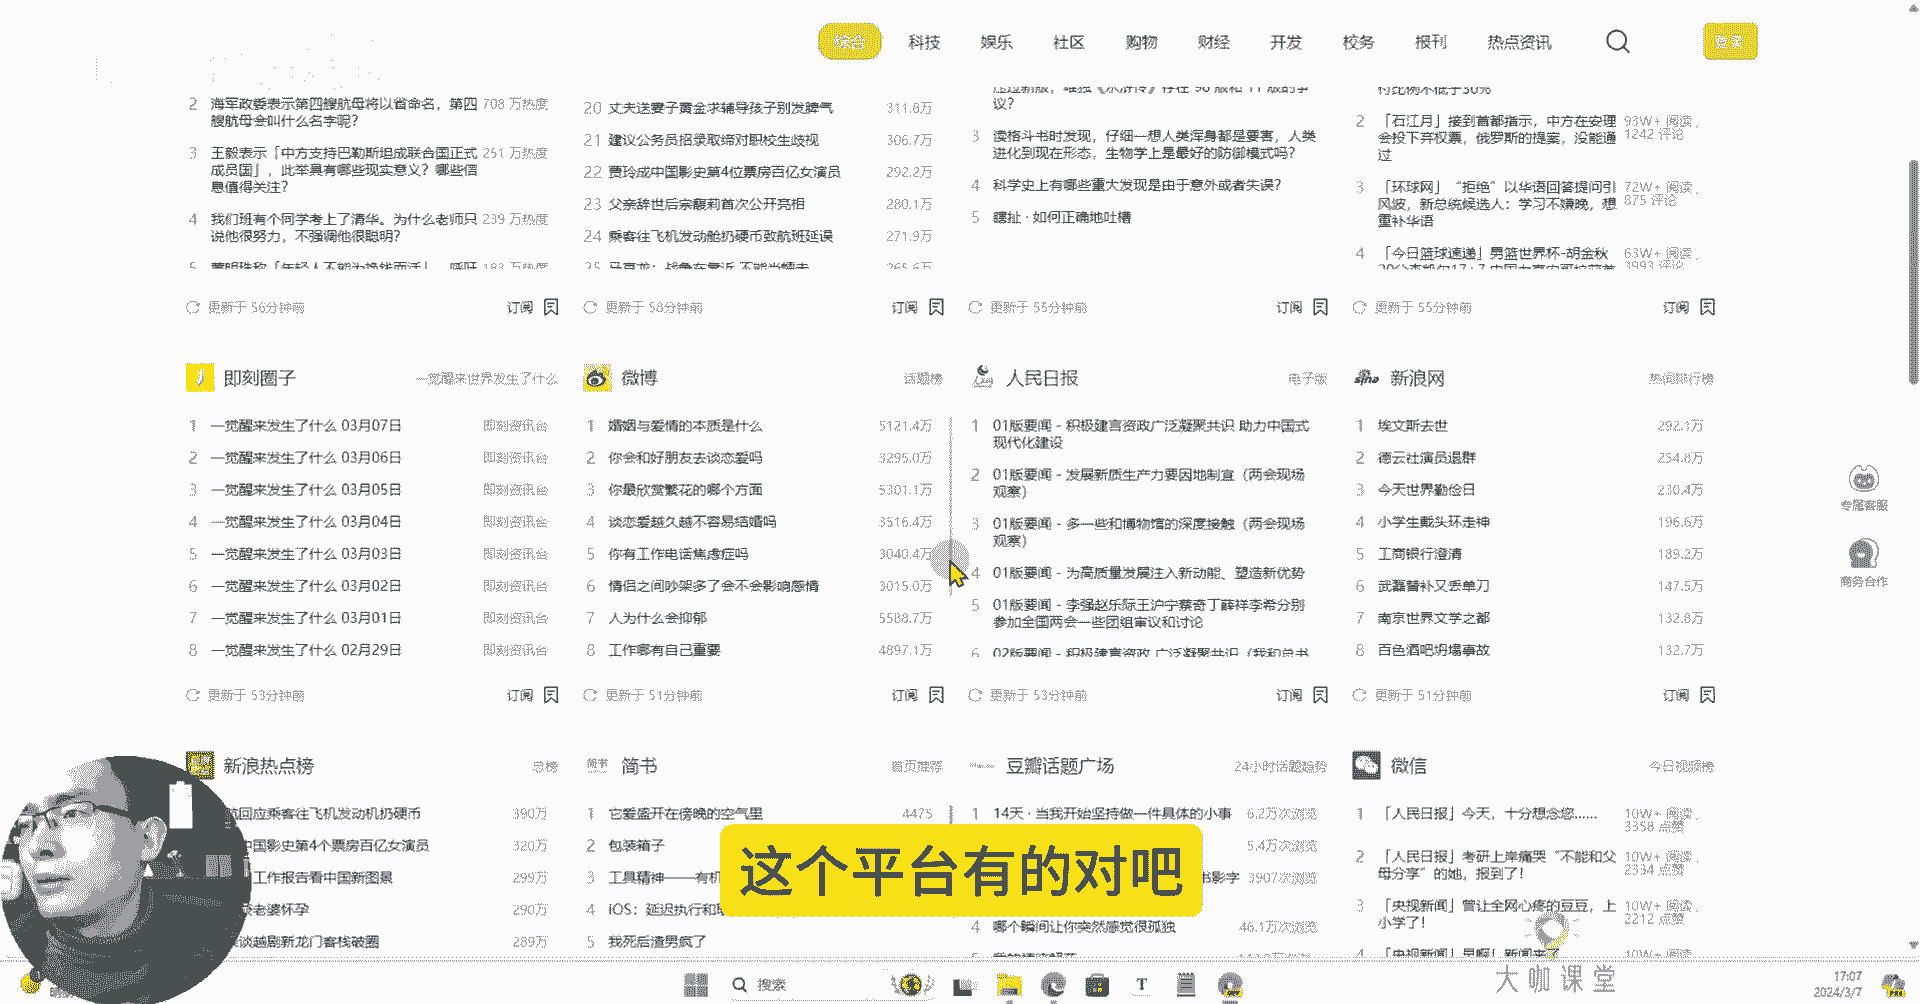 综合 科技 娱乐 社区 购物 财经 开发 校务 报刊 热点资讯 登录
2 海军政委表示第四艘航母将以省命名，第四 708 万热度
艘航母会叫什么名字呢？
3 王毅表示「中方支持巴勒斯坦成联合国正式 251 万热度
成员国」，此举具有哪些现实意义？哪些信
息值得关注？
4 我们班有个同学考上了清华。为什么老师只 239 万热度
说他很努力，不强调他很聪明？
更新于 56分钟前 订阅
20 丈夫送妻子黄金求辅导孩子别发脾气 311.8万
21 建议公务员招录取缔对职校生歧视 306.7万
22 贾玲成中国影史第4位票房百亿女演员 292.2万
23 父亲辞世后宗馥莉首次公开亮相 280.1万
24 乘客往飞机发动舱扔硬币致航班延误 271.9万
更新于 58分钟前 订阅
议？
3 读格斗书时发现，仔细一想人类浑身都是要害，人类
进化到现在形态，生物学上是最好的防御模式吗？
4 科学史上有哪些重大发现是由于意外或者失误？
5 瞎扯 · 如何正确地吐槽
更新于 55分钟前 订阅
2 「石江月」接到首都指示，中方在安理 93W+ 阅读，
会投下弃权票，俄罗斯的提案，没能通 1242 评论
过
3 「环球网」“拒绝”以华语回答提问引 72W+ 阅读，
风波，新总统候选人：学习不嫌晚，想 875 评论
重补华语
4 「今日篮球速递」男篮世界杯-胡金秋 63W+ 阅读，
3993 评论
更新于 55分钟前 订阅
即刻圈子 一觉醒来世界发生了什么
1 一觉醒来发生了什么 03月07日 即刻资讯台
2 一觉醒来发生了什么 03月06日 即刻资讯台
3 一觉醒来发生了什么 03月05日 即刻资讯台
4 一觉醒来发生了什么 03月04日 即刻资讯台
5 一觉醒来发生了什么 03月03日 即刻资讯台
6 一觉醒来发生了什么 03月02日 即刻资讯台
7 一觉醒来发生了什么 03月01日 即刻资讯台
8 一觉醒来发生了什么 02月29日 即刻资讯台
更新于 53分钟前 订阅
微博 话题榜
1 婚姻与爱情的本质是什么 5121.4万
2 你会和好朋友去谈恋爱吗 3295.0万
3 你最欣赏繁花的哪个方面 5301.1万
4 谈恋爱越久越不容易结婚吗 3516.4万
5 你有工作电话焦虑症吗 3040.4万
6 情侣之间吵架多了会不会影响感情 3015.0万
7 人为什么会抑郁 5588.7万
8 工作哪有自己重要 4897.1万
更新于 51分钟前 订阅
人民日报 电子版
1 01版要闻 - 积极建言资政广泛凝聚共识 助力中国式
现代化建设
2 01版要闻 - 发展新质生产力要因地制宜（两会现场
观察）
3 01版要闻 - 多一些和博物馆的深度接触（两会现场
观察）
4 01版要闻 - 为高质量发展注入新动能、塑造新优势
5 01版要闻 - 李强赵乐际王沪宁蔡奇丁薛祥李希分别
参加全国两会一些团组审议和讨论
6 02版要闻 - 积极建言资政 广泛凝聚共识（我和总书
更新于 53分钟前 订阅
sina 新浪网 热词排行榜
1 埃文斯去世 292.1万
2 德云社演员退群 254.8万
3 今天世界勤俭日 230.4万
4 小学生戴头环走神 196.6万
5 工商银行澄清 189.2万
6 武器替补又丢单刀 147.5万
7 南京世界文学之都 132.8万
8 百色酒吧坍塌事故 132.7万
更新于 51分钟前 订阅
专属客服
商务合作
新浪热点榜 总榜
航回应乘客往飞机发动机扔硬币 390万
中国影史第4个票房百亿女演员 320万
工作报告看中国新图景 299万
老婆怀孕 290万
谈越剧新龙门客栈破圈 289万
简书 简书 首页推荐
1 它爱盛开在傍晚的空气里 4475
2 包装箱子
3 工具精神——有机
4 iOS：延迟执行和取
5 我死后渣男疯了
豆瓣话题广场 24小时话题趋势
1 14天 · 当我开始坚持做一件具体的小事 6.2万次浏览
5.4万次浏览
书影字 3907次浏览
4 哪个瞬间让你突然感觉很孤独 46.1万次浏览
微信 今日视频榜
1 「人民日报」今天，十分想念您…… 10W+ 阅读，
3358 点赞
2 「人民日报」考研上岸痛哭“不能和父 10W+ 阅读，
母分享”的她，报到了！ 2334 点赞
3 「央视新闻」曾让全网心疼的豆豆，上 10W+ 阅读，
小学了！ 2212 点赞
4 「央视新闻」早啊！新闻来了 10W+ 阅读，
这个平台有的对吧
大咖课堂
搜索
17:07
2024/3/7